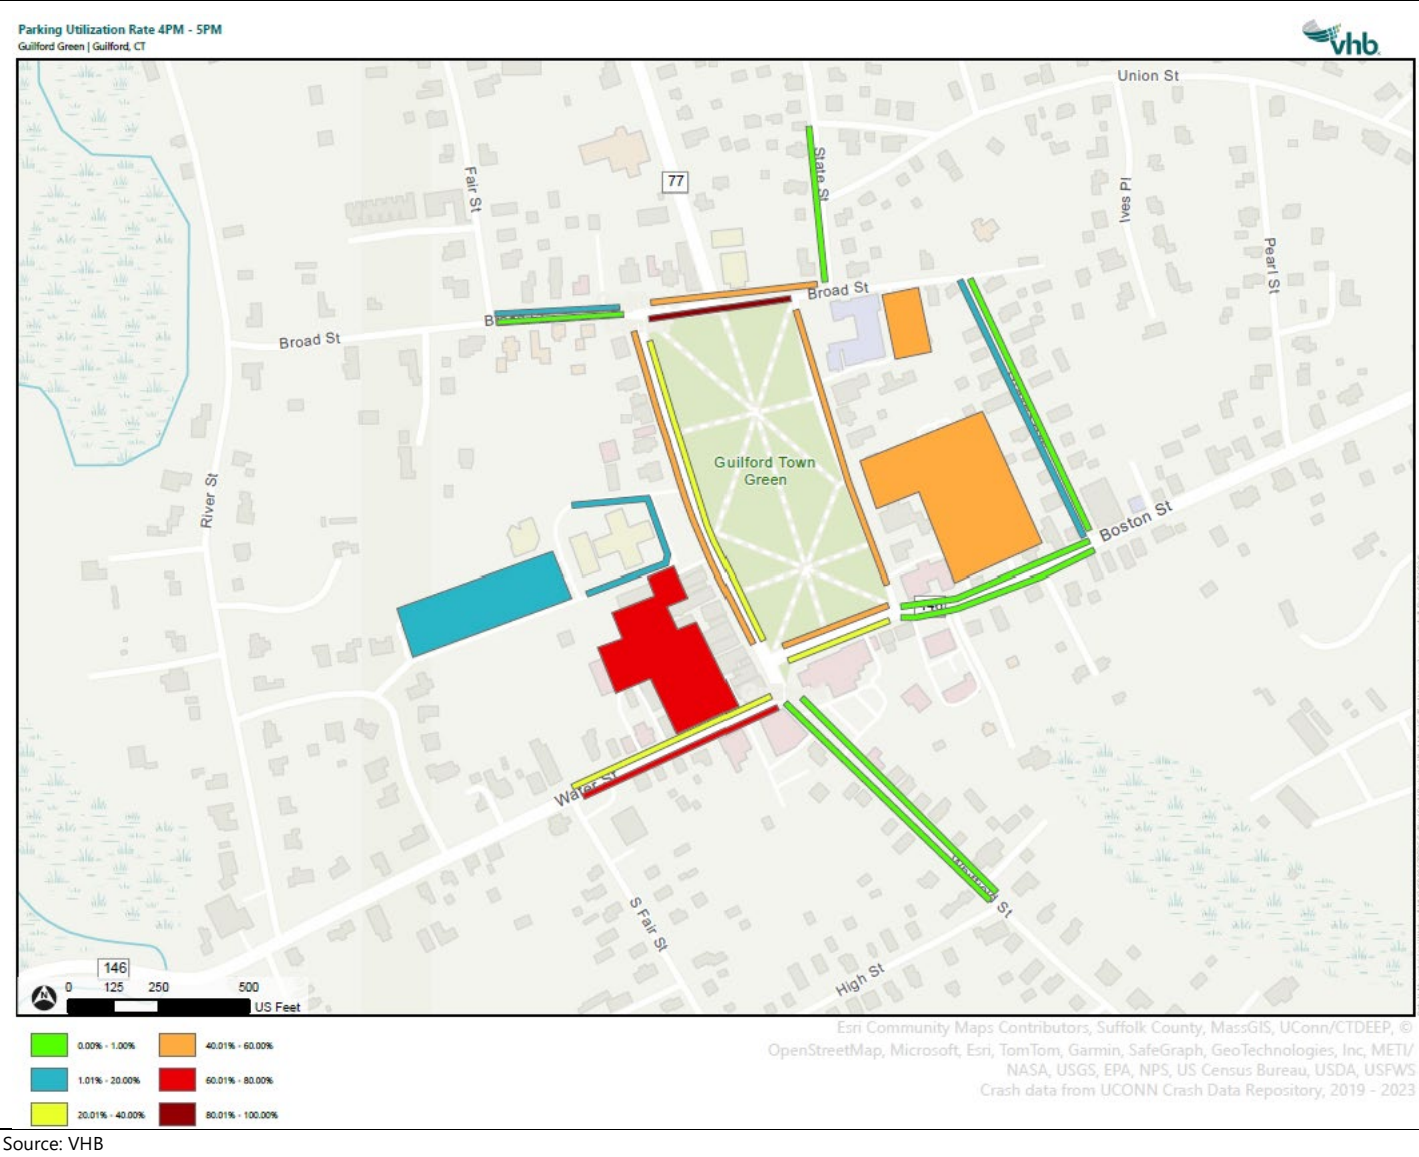 Parking Utilization Rate 4PM - 5PM
Guilford Green | Guilford, CT
vhb
Union St
State St
Fair St
77
Ives Pl
Pearl St
Broad St
Broad St
Guilford Town
Green
River St
Boston St
Water St
S Fair St
St
High St
146
0 125 250 500
US Feet
Esri Community Maps Contributors, Suffolk County, MassGIS, UConn/CTDEEP, ©
OpenStreetMap, Microsoft, Esri, TomTom, Garmin, SafeGraph, GeoTechnologies, Inc, METI/
NASA, USGS, EPA, NPS, US Census Bureau, USDA, USFWS
Crash data from UCONN Crash Data Repository, 2019 - 2023
0.00% - 1.00%
40.01% - 60.00%
1.01% - 20.00%
60.01% - 80.00%
20.01% - 40.00%
80.01% - 100.00%
Source: VHB